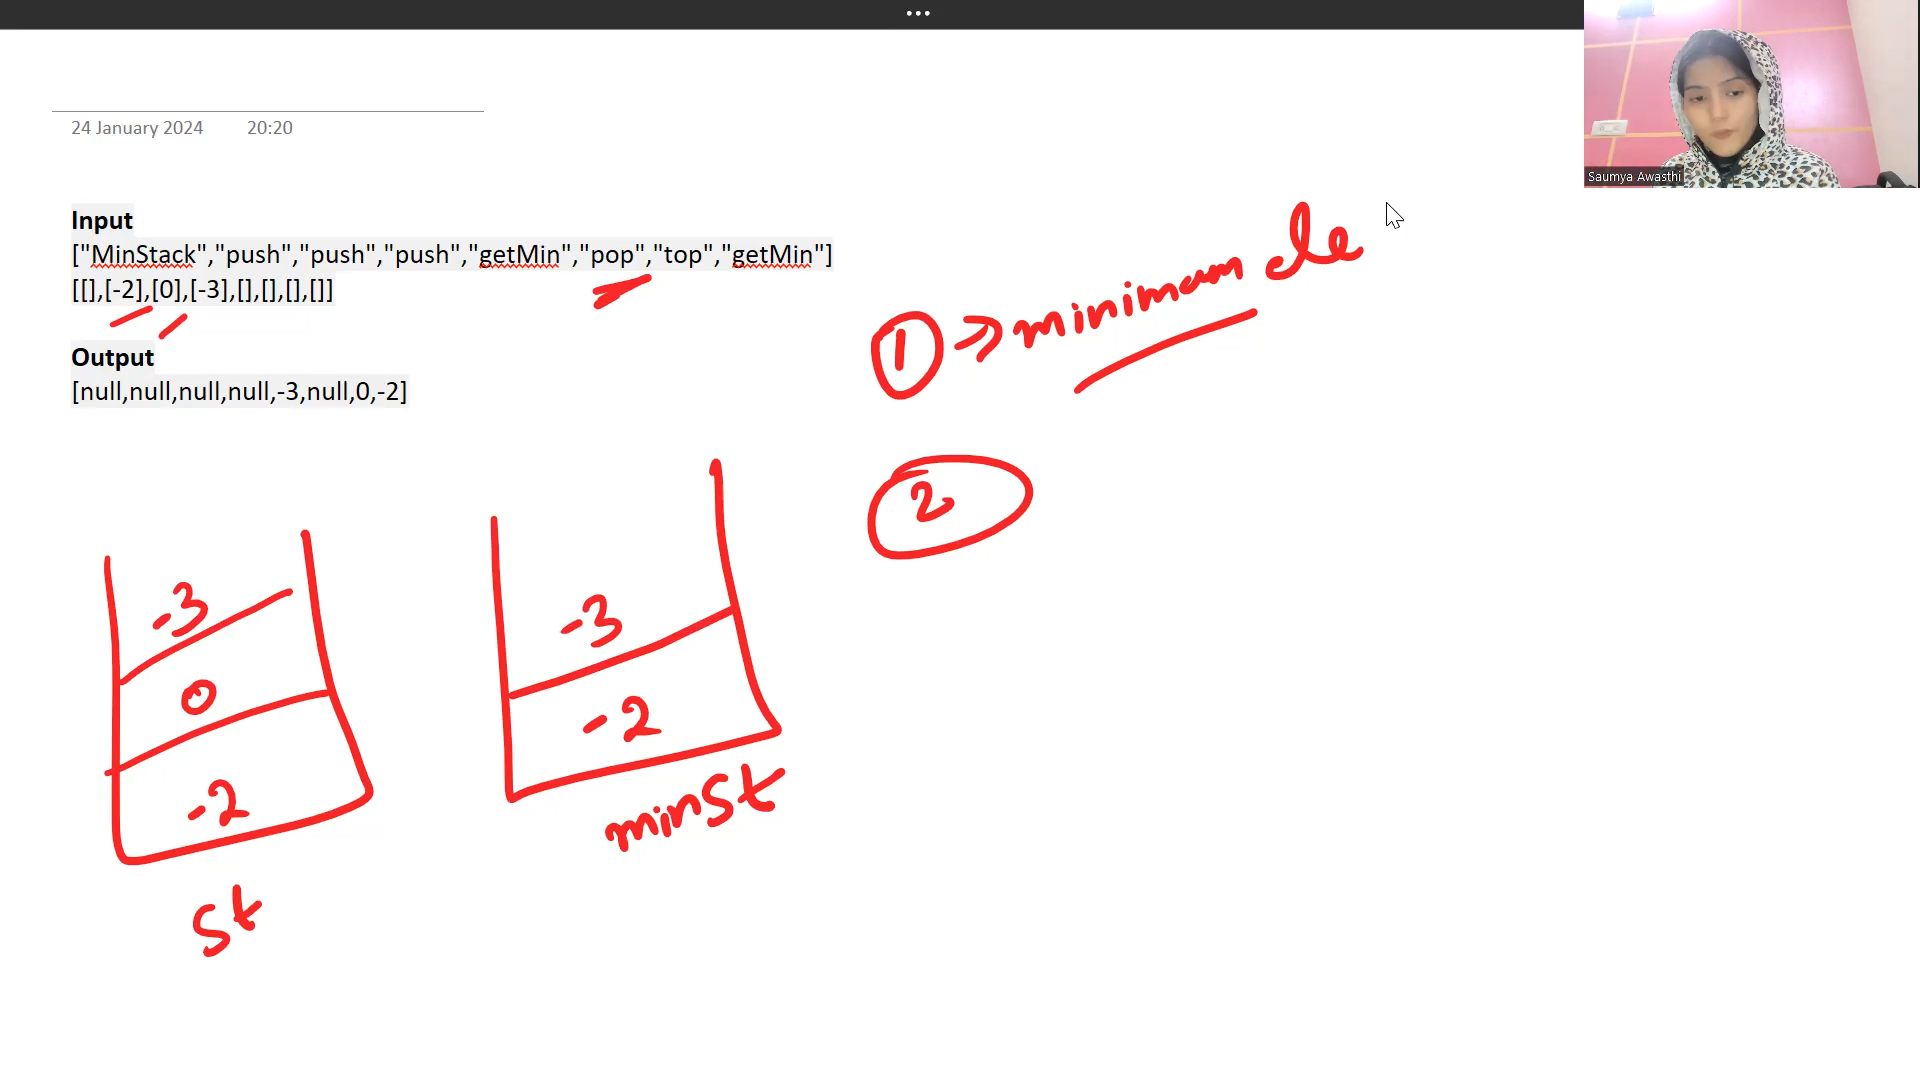 24 January 2024 20:20
Saumya Awasthi
Input
["MinStack","push","push","push","getMin","pop","top","getMin"]
[[],[-2],[0],[-3],[],[],[],[]]
Output
[null,null,null,null,-3,null,0,-2]
1 => minimum ele
2
-3
0
-2
st
-3
-2
minst